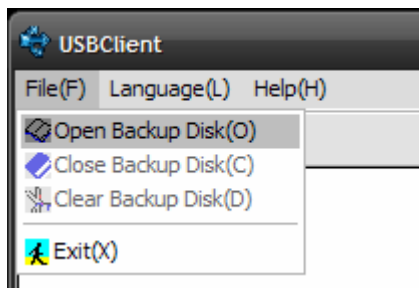 USBClient
File(F) Language(L) Help(H)
Open Backup Disk(O)
Close Backup Disk(C)
Clear Backup Disk(D)
Exit(X)